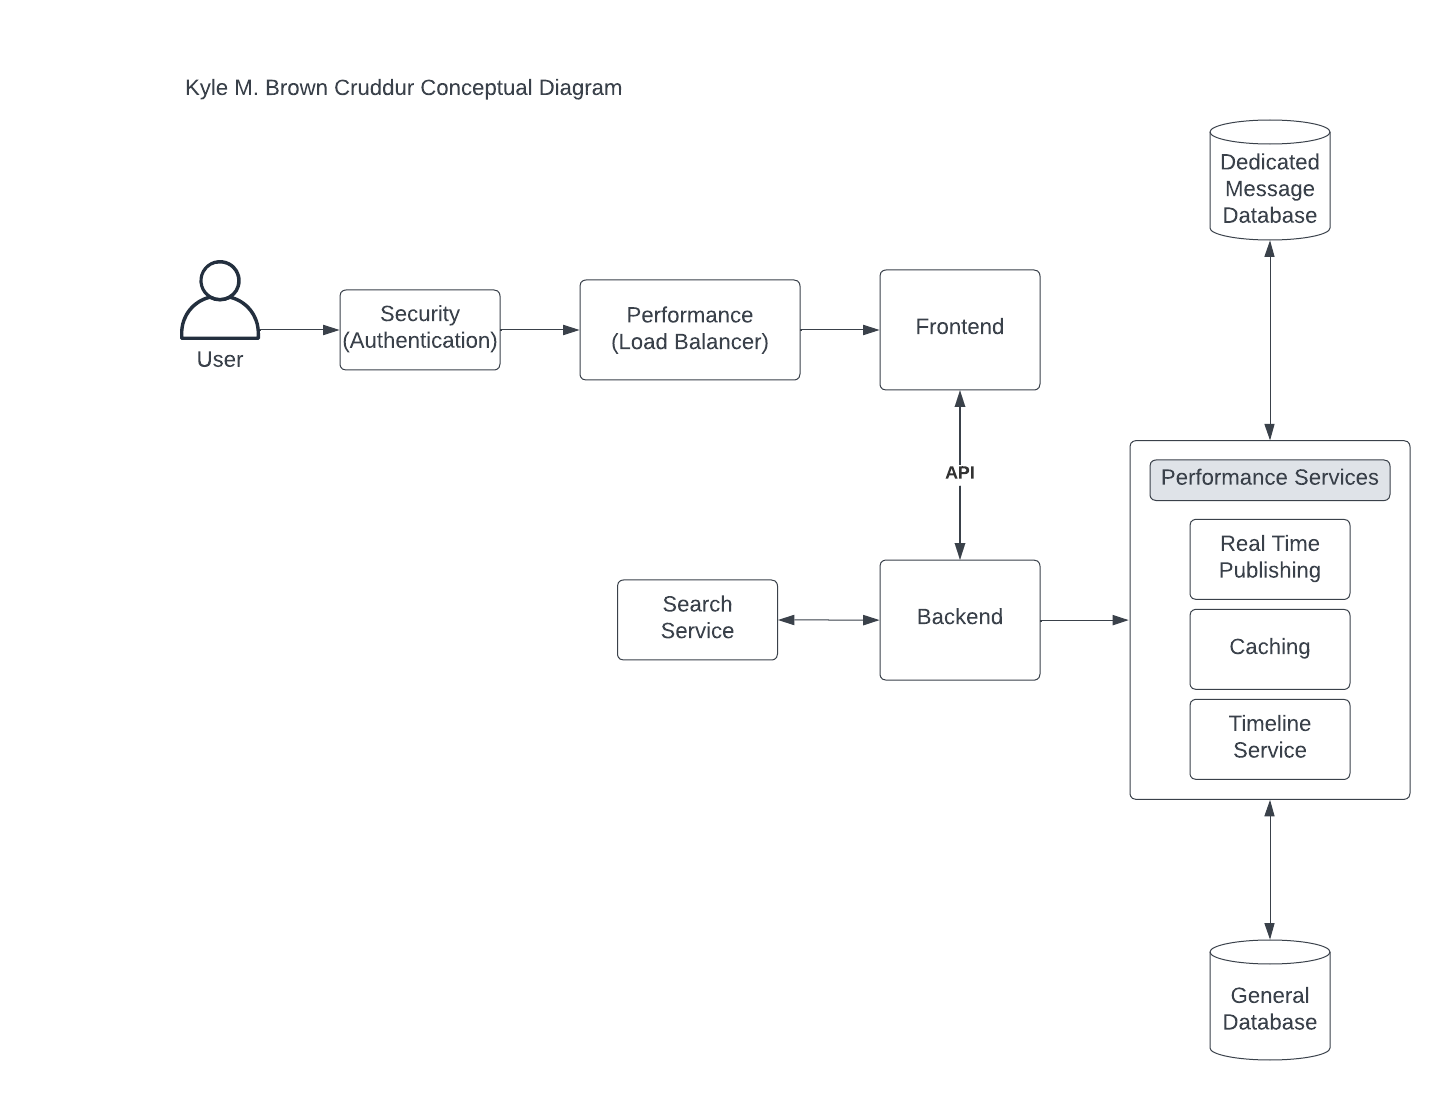 Kyle M. Brown Cruddur Conceptual Diagram
Dedicated
Message
Database
User
Security
(Authentication)
Performance
(Load Balancer)
Frontend
API
Performance Services
Real Time
Publishing
Search
Service
Backend
Caching
Timeline
Service
General
Database